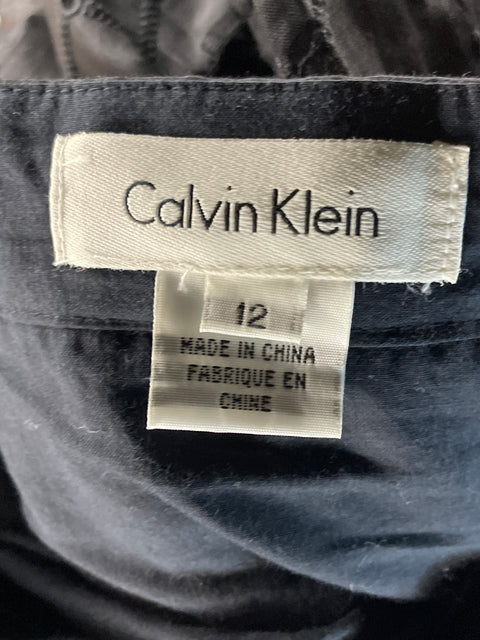 Calvin Klein
12
MADE IN CHINA
FABRIQUE EN
CHINE